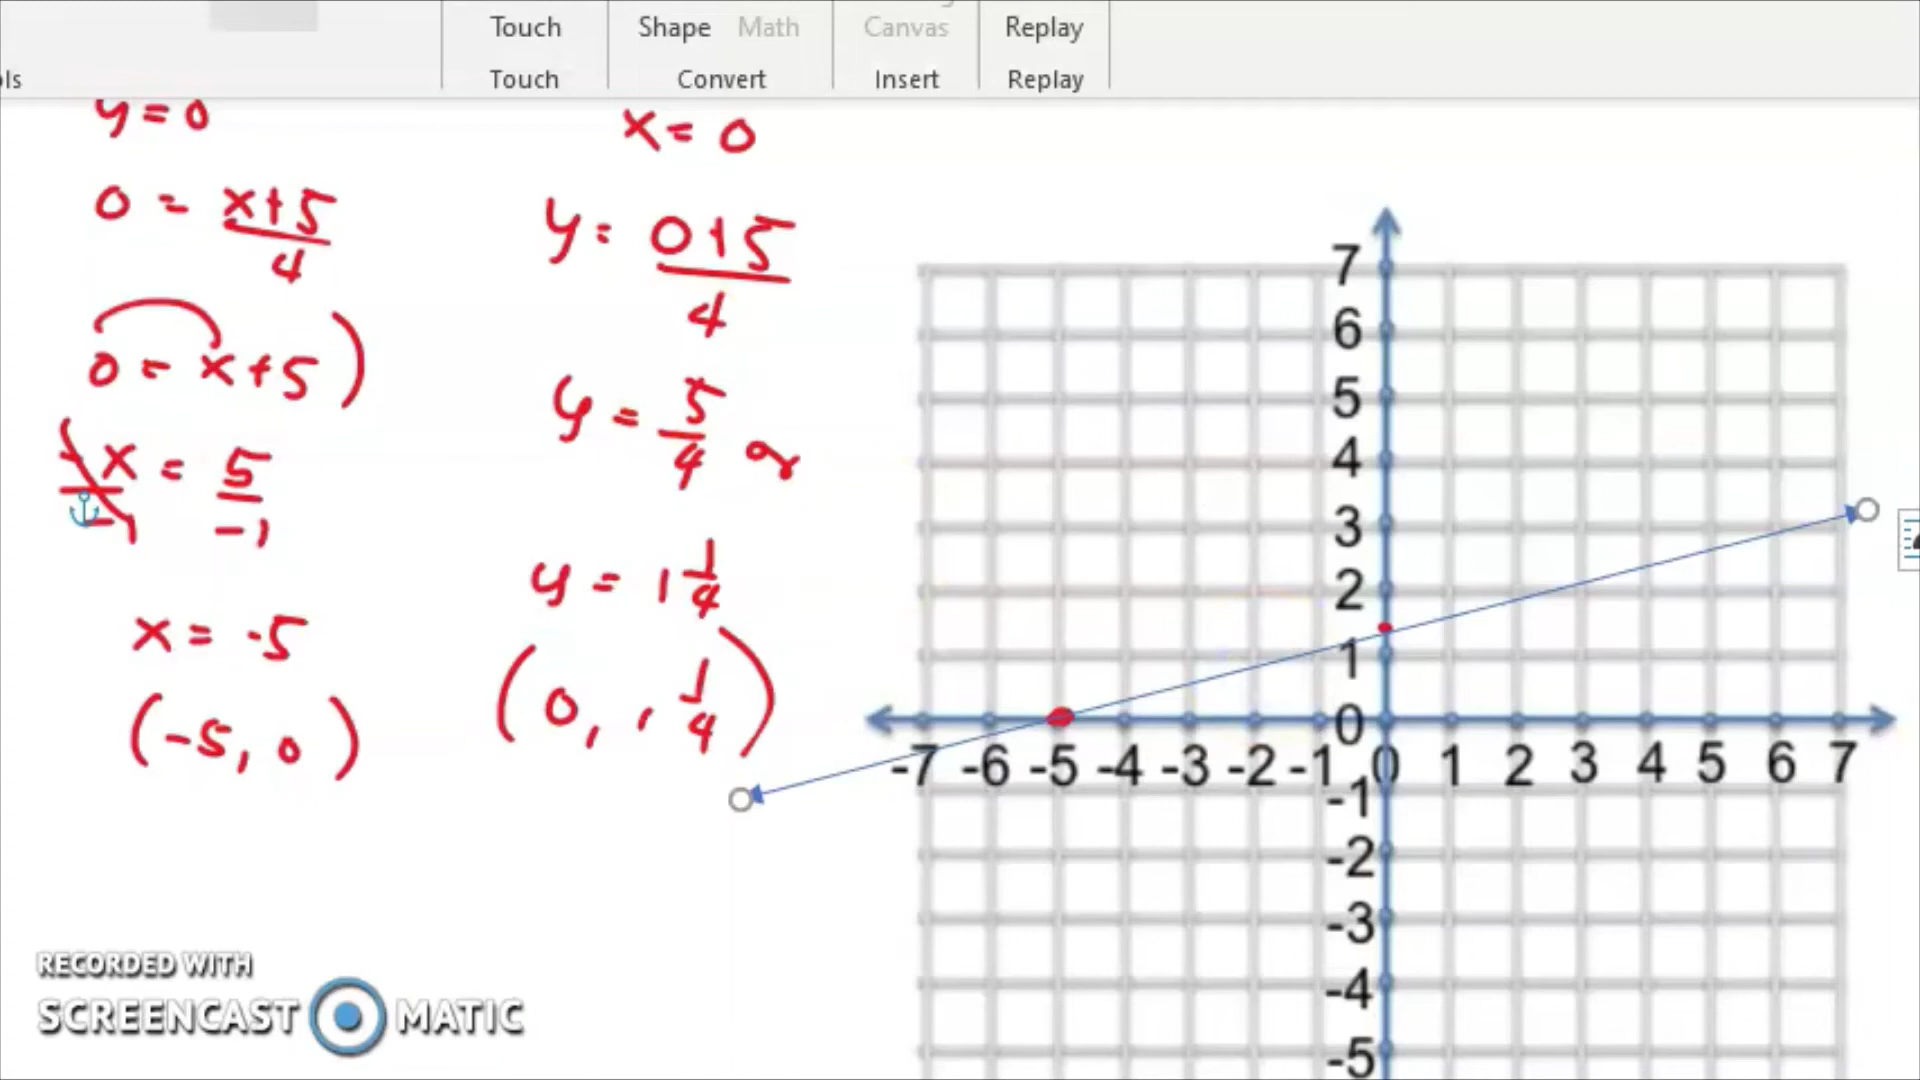 Touch
Shape Math
Canvas
Replay
ols
Touch
Convert
Insert
Replay
y = 0
0 = x+5
4
0 = x+5)
-x = 5
-1 -1
x = -5
(-5, 0)
x = 0
y = 0+5
4
y = 5/4 or
y = 1 1/4
(0, 1 1/4)
7
6
5
4
3
2
1
0
-7 -6 -5 -4 -3 -2 -1 0 1 2 3 4 5 6 7
-1
-2
-3
-4
-5
RECORDED WITH
SCREENCAST MATIC